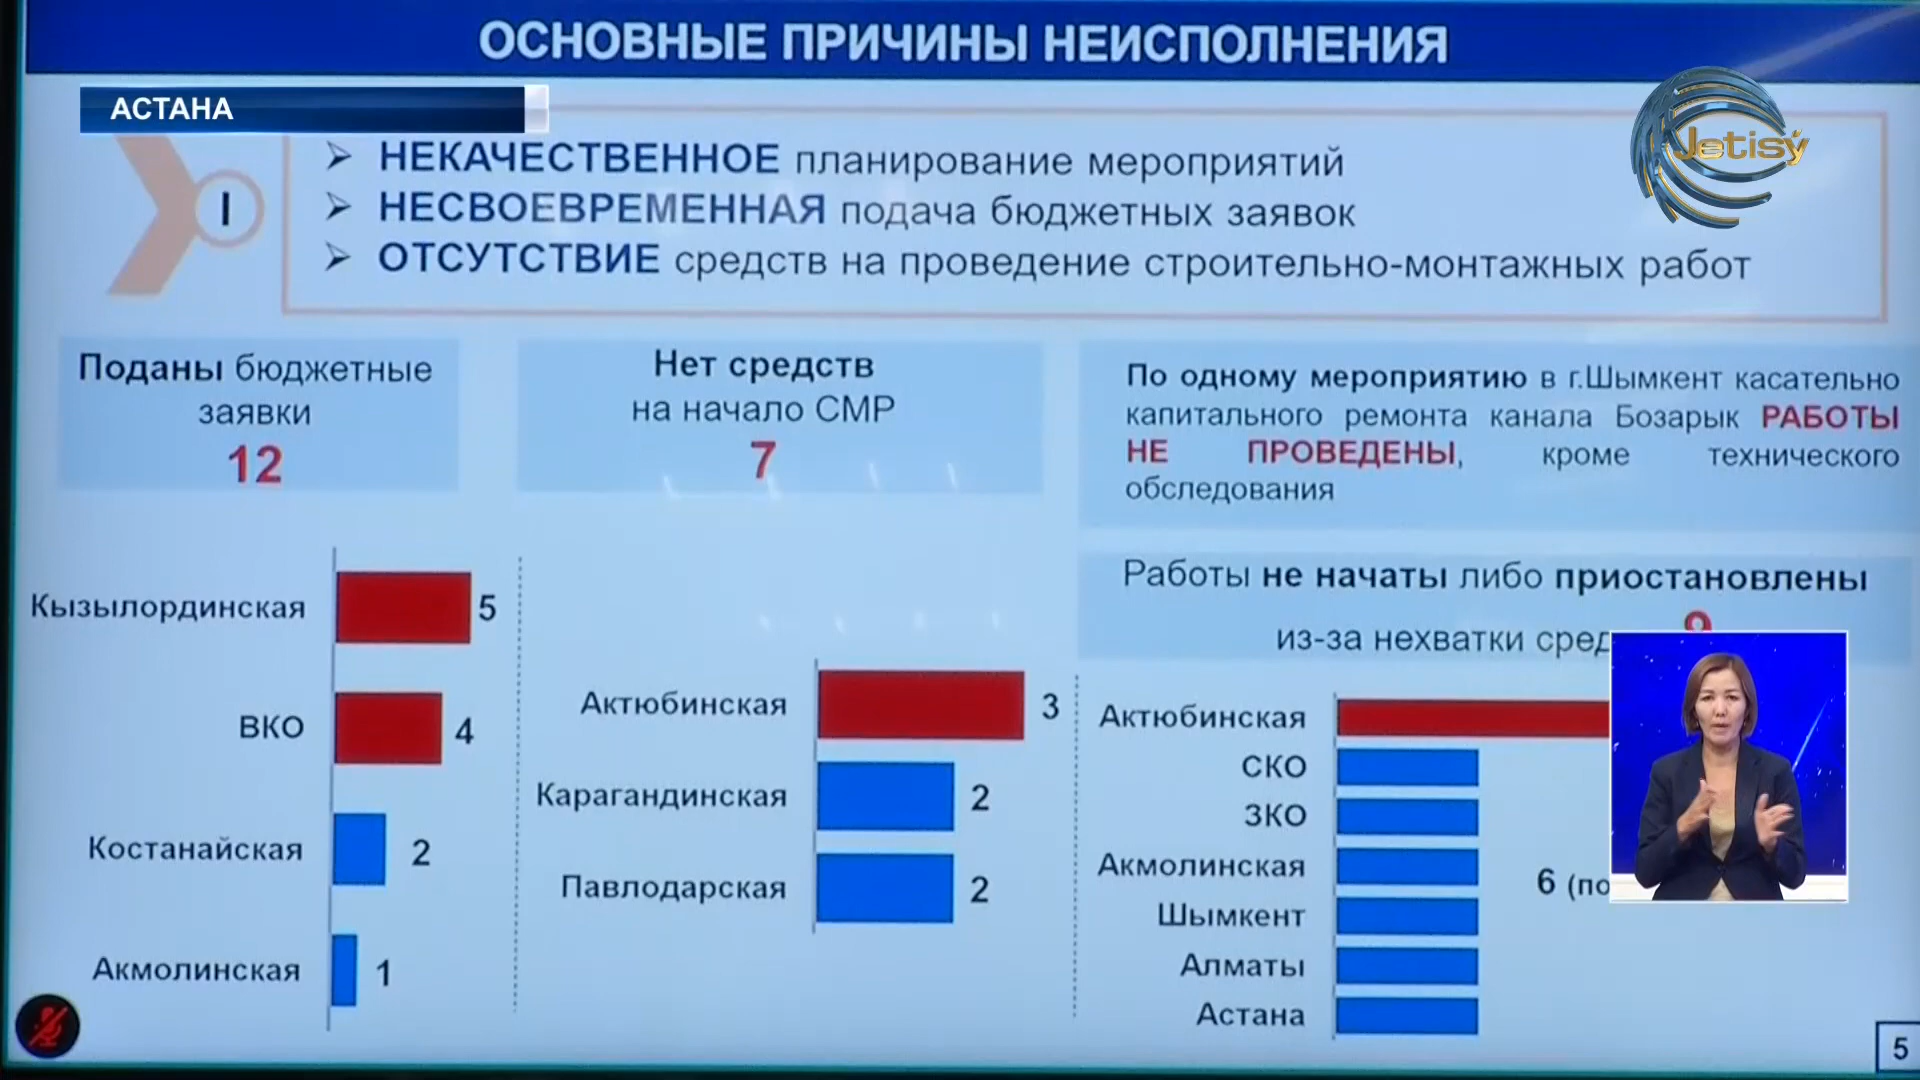 ОСНОВНЫЕ ПРИЧИНЫ НЕИСПОЛНЕНИЯ
АСТАНА
Jetisý
I
➢ НЕКАЧЕСТВЕННОЕ планирование мероприятий
➢ НЕСВОЕВРЕМЕННАЯ подача бюджетных заявок
➢ ОТСУТСТВИЕ средств на проведение строительно-монтажных работ
Поданы бюджетные
заявки
12
Нет средств
на начало СМР
7
По одному мероприятию в г.Шымкент касательно
капитального ремонта канала Бозарык РАБОТЫ
НЕ ПРОВЕДЕНЫ, кроме технического
обследования
Работы не начаты либо приостановлены
из-за нехватки
Кызылординская 5
ВКО 4
Костанайская 2
Акмолинская 1
Актюбинская 3
Карагандинская 2
Павлодарская 2
Актюбинская
СКО
ЗКО
Акмолинская
Шымкент
Алматы
Астана
6 (по
5